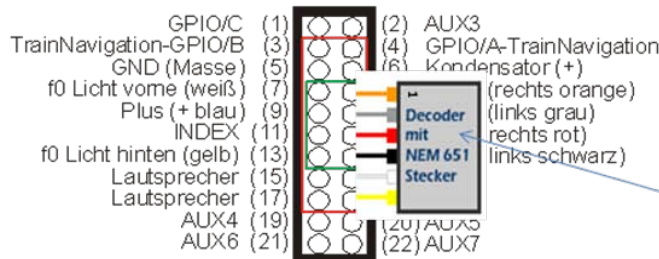 GPIO/C (1) (2) AUX3
TrainNavigation-GPIO/B (3) (4) GPIO/A-TrainNavigation
GND (Masse) (5) (6) Kondensator (+)
f0 Licht vorne (weiß) (7) 1 (rechts orange)
Plus (+ blau) (9) Decoder (links grau)
INDEX (11) mit rechts rot)
f0 Licht hinten (gelb) (13) NEM 651 links schwarz)
Lautsprecher (15) Stecker
Lautsprecher (17)
AUX4 (19) (20) AUX5
AUX6 (21) (22) AUX7